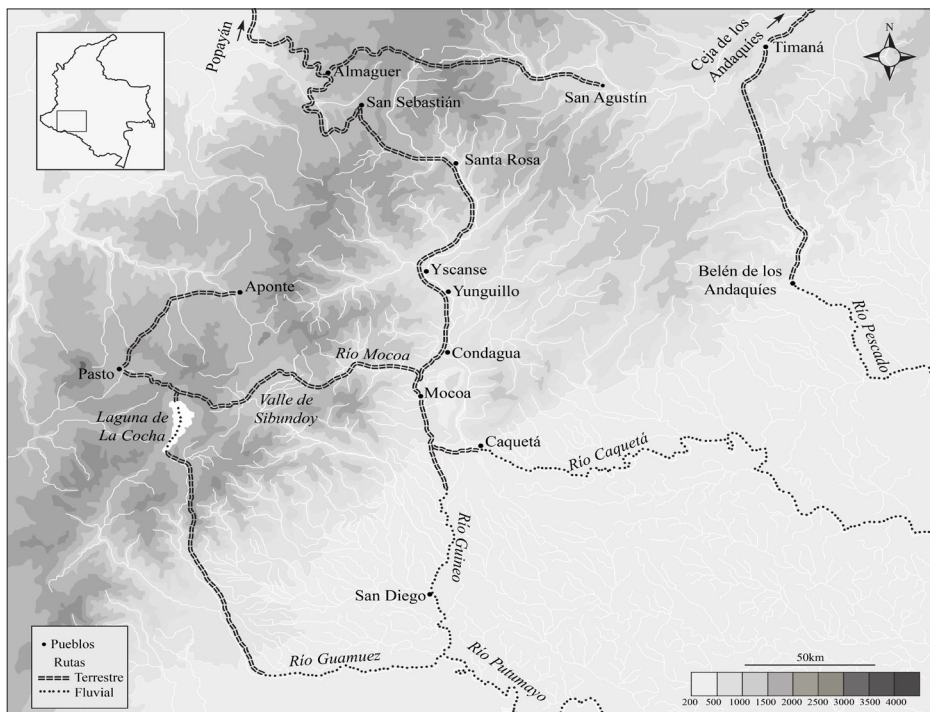 Popayán
Almaguer
San Sebastián
San Agustín
Ceja de los
Andaquíes
Timaná
N
Santa Rosa
Yscanse
Yunguillo
Aponte
Belén de los
Andaquíes
Río Pescado
Condagua
Río Mocoa
Pasto
Mocoa
Valle de
Sibundoy
Laguna de
La Cocha
Caquetá
Río Caquetá
Río Guineo
San Diego
Río Guamuez
Río Putumayo
Pueblos
Rutas
Terrestre
Fluvial
50km
200 500 1000 1500 2000 2500 3000 3500 4000